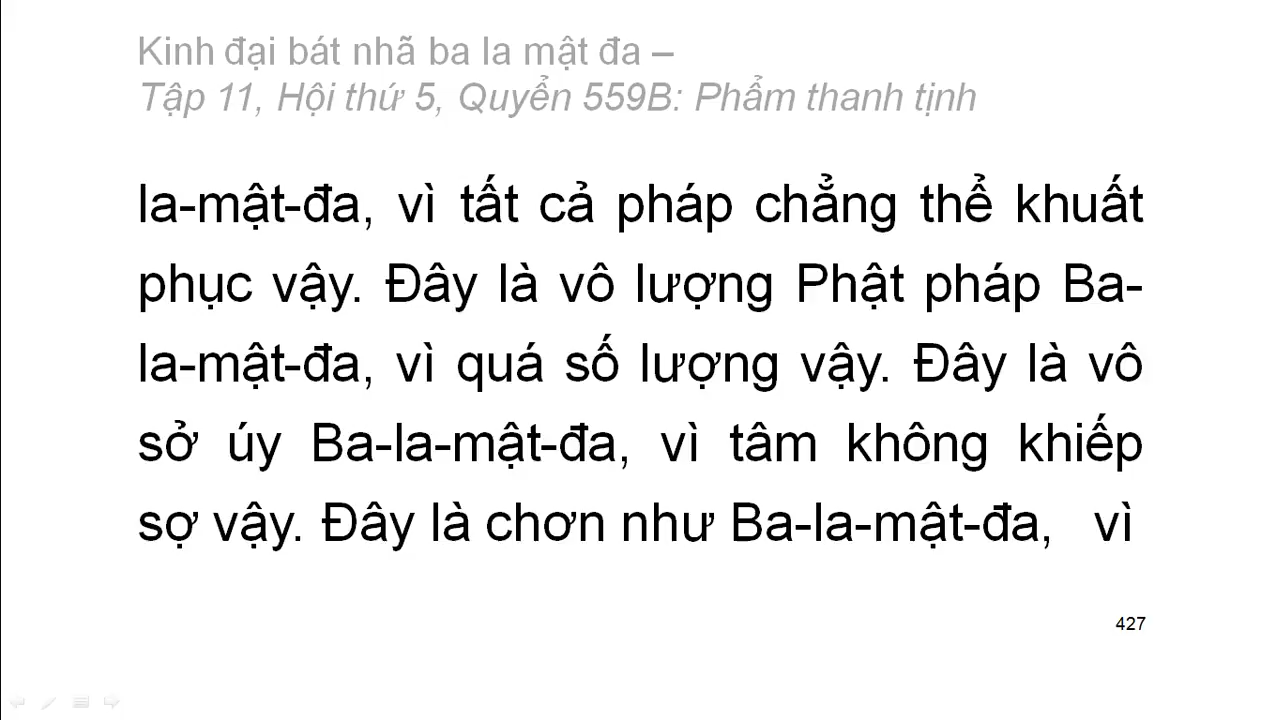 Kinh đại bát nhã ba la mật đa –
Tập 11, Hội thứ 5, Quyển 559B: Phẩm thanh tịnh
la-mật-đa, vì tất cả pháp chẳng thể khuất
phục vậy. Đây là vô lượng Phật pháp Ba-
la-mật-đa, vì quá số lượng vậy. Đây là vô
sở úy Ba-la-mật-đa, vì tâm không khiếp
sợ vậy. Đây là chơn như Ba-la-mật-đa, vì
427